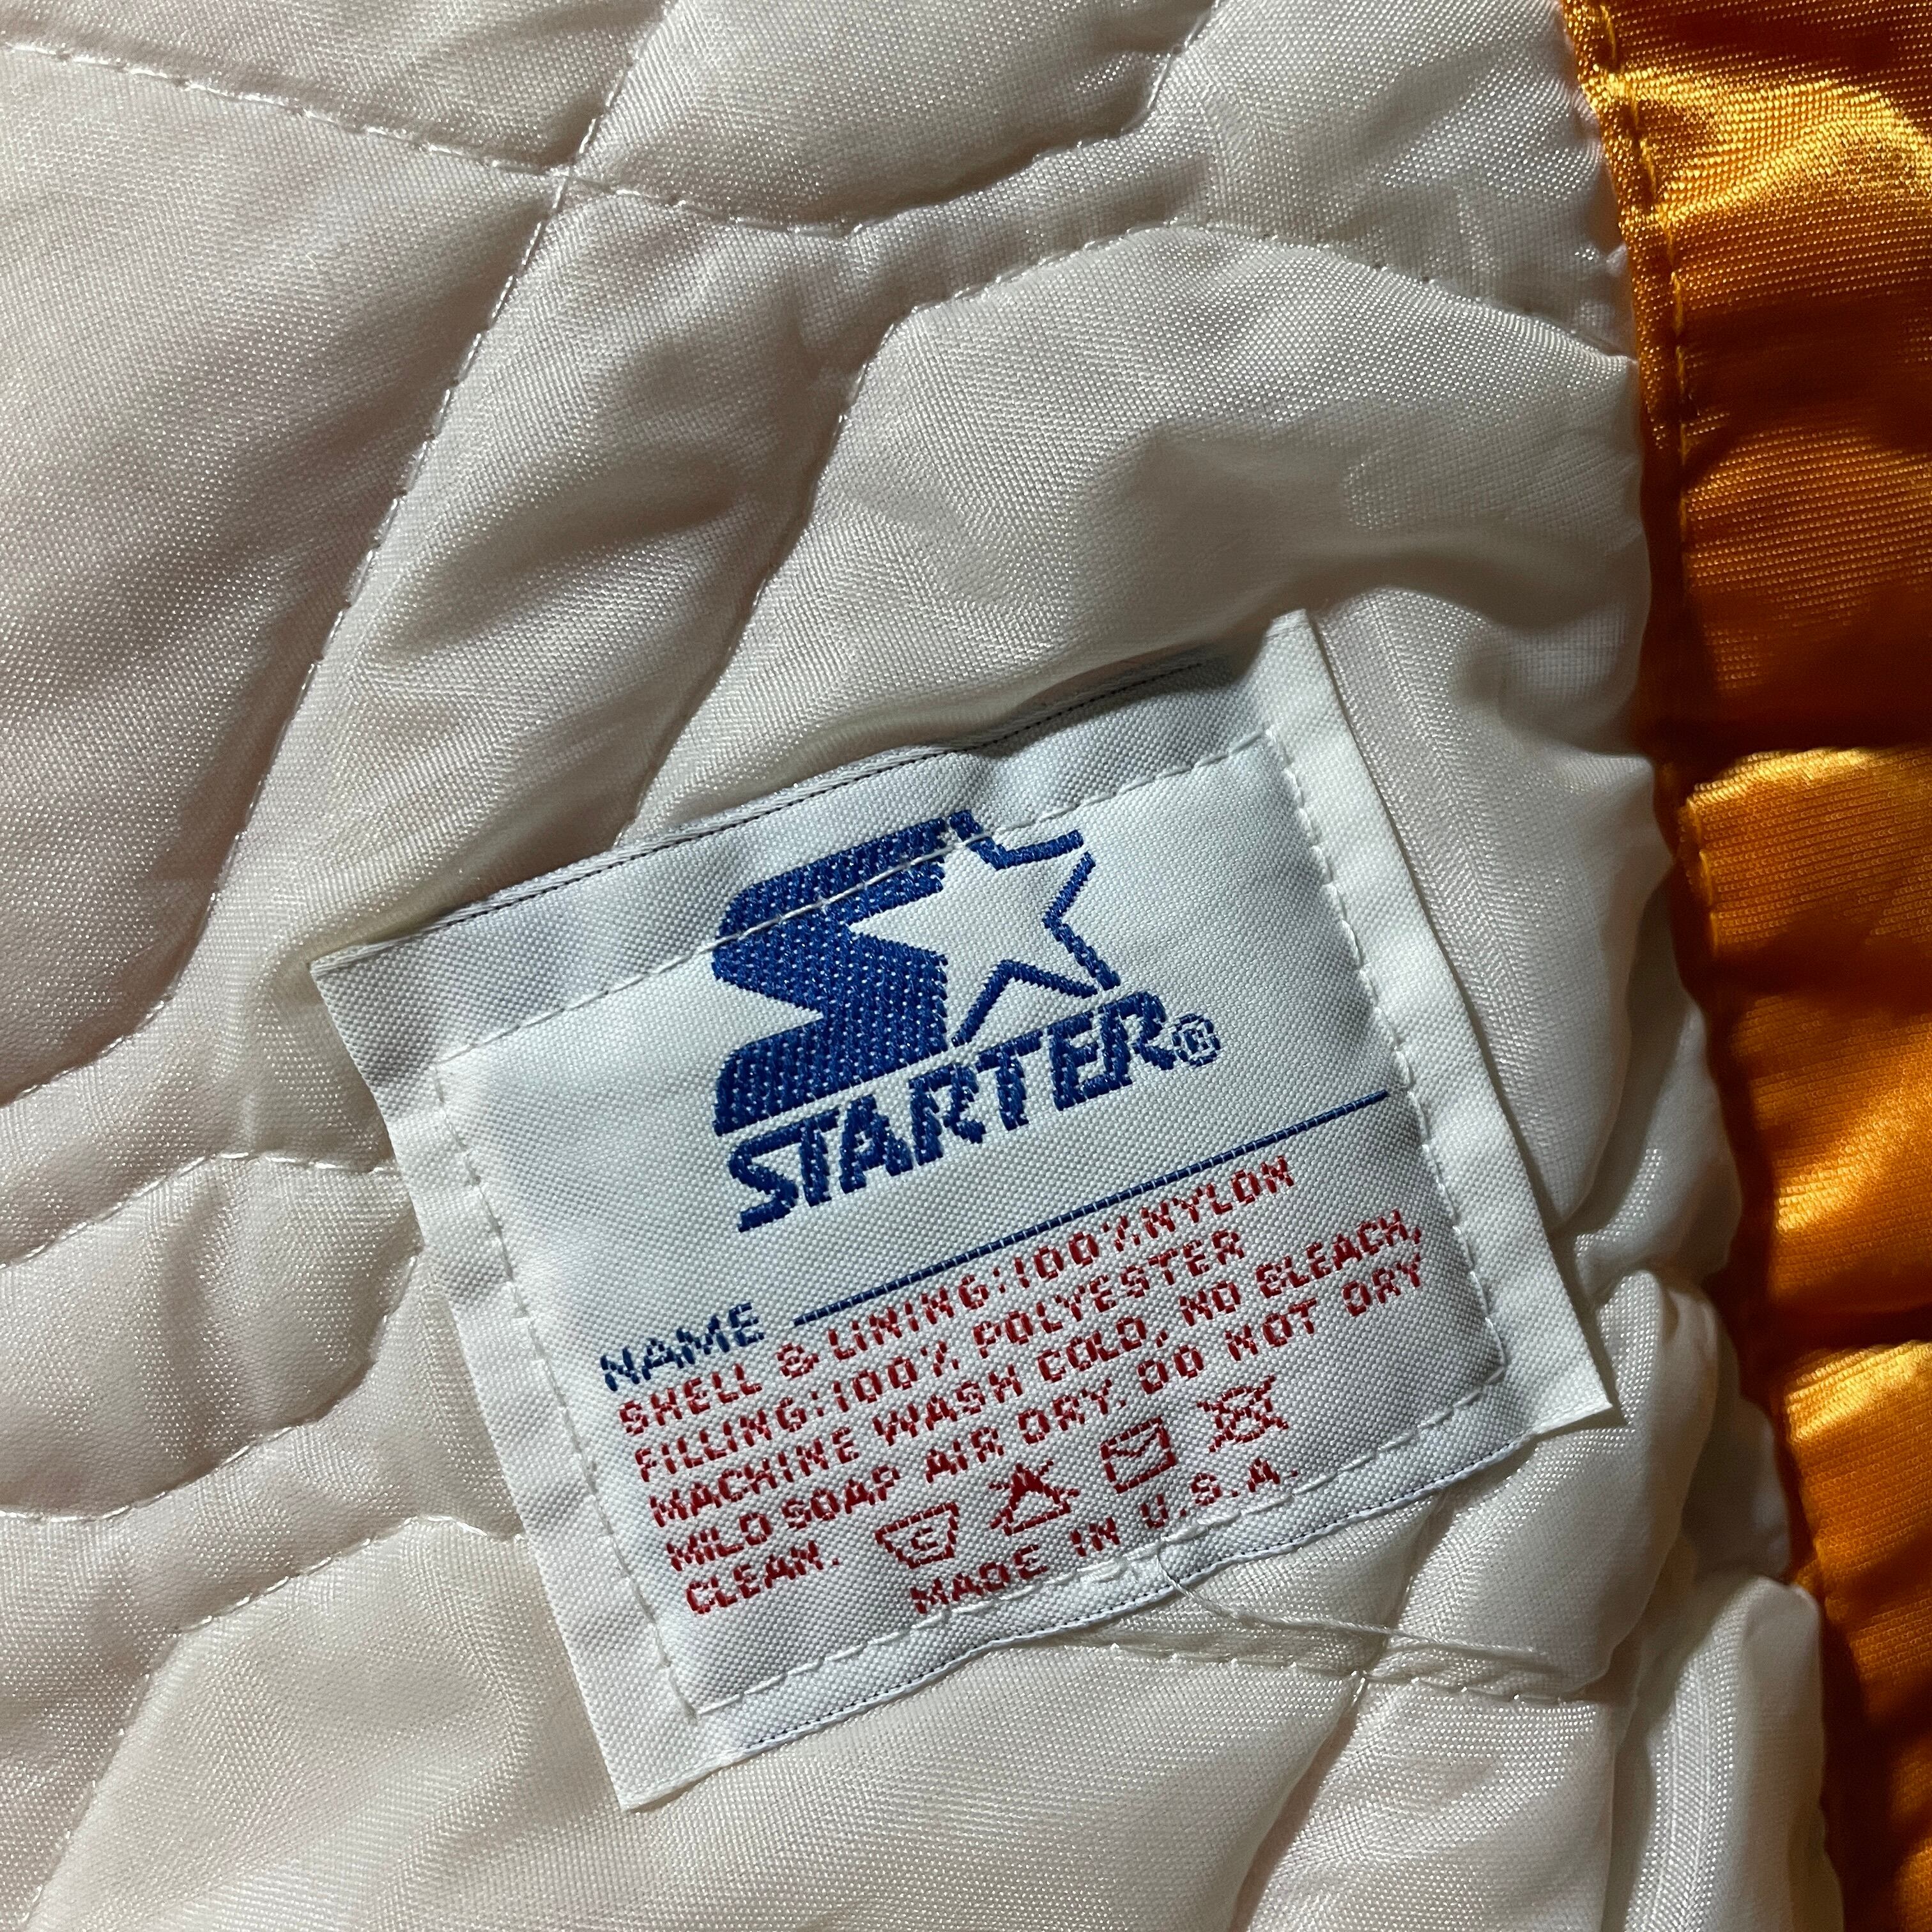 STARTER®
NAME
SHELL & LINING:100%NYLON
FILLING:100% POLYESTER
MACHINE WASH COLD, NO BLEACH,
MILD SOAP AIR DRY. DO NOT DRY
CLEAN.
MADE IN U.S.A.